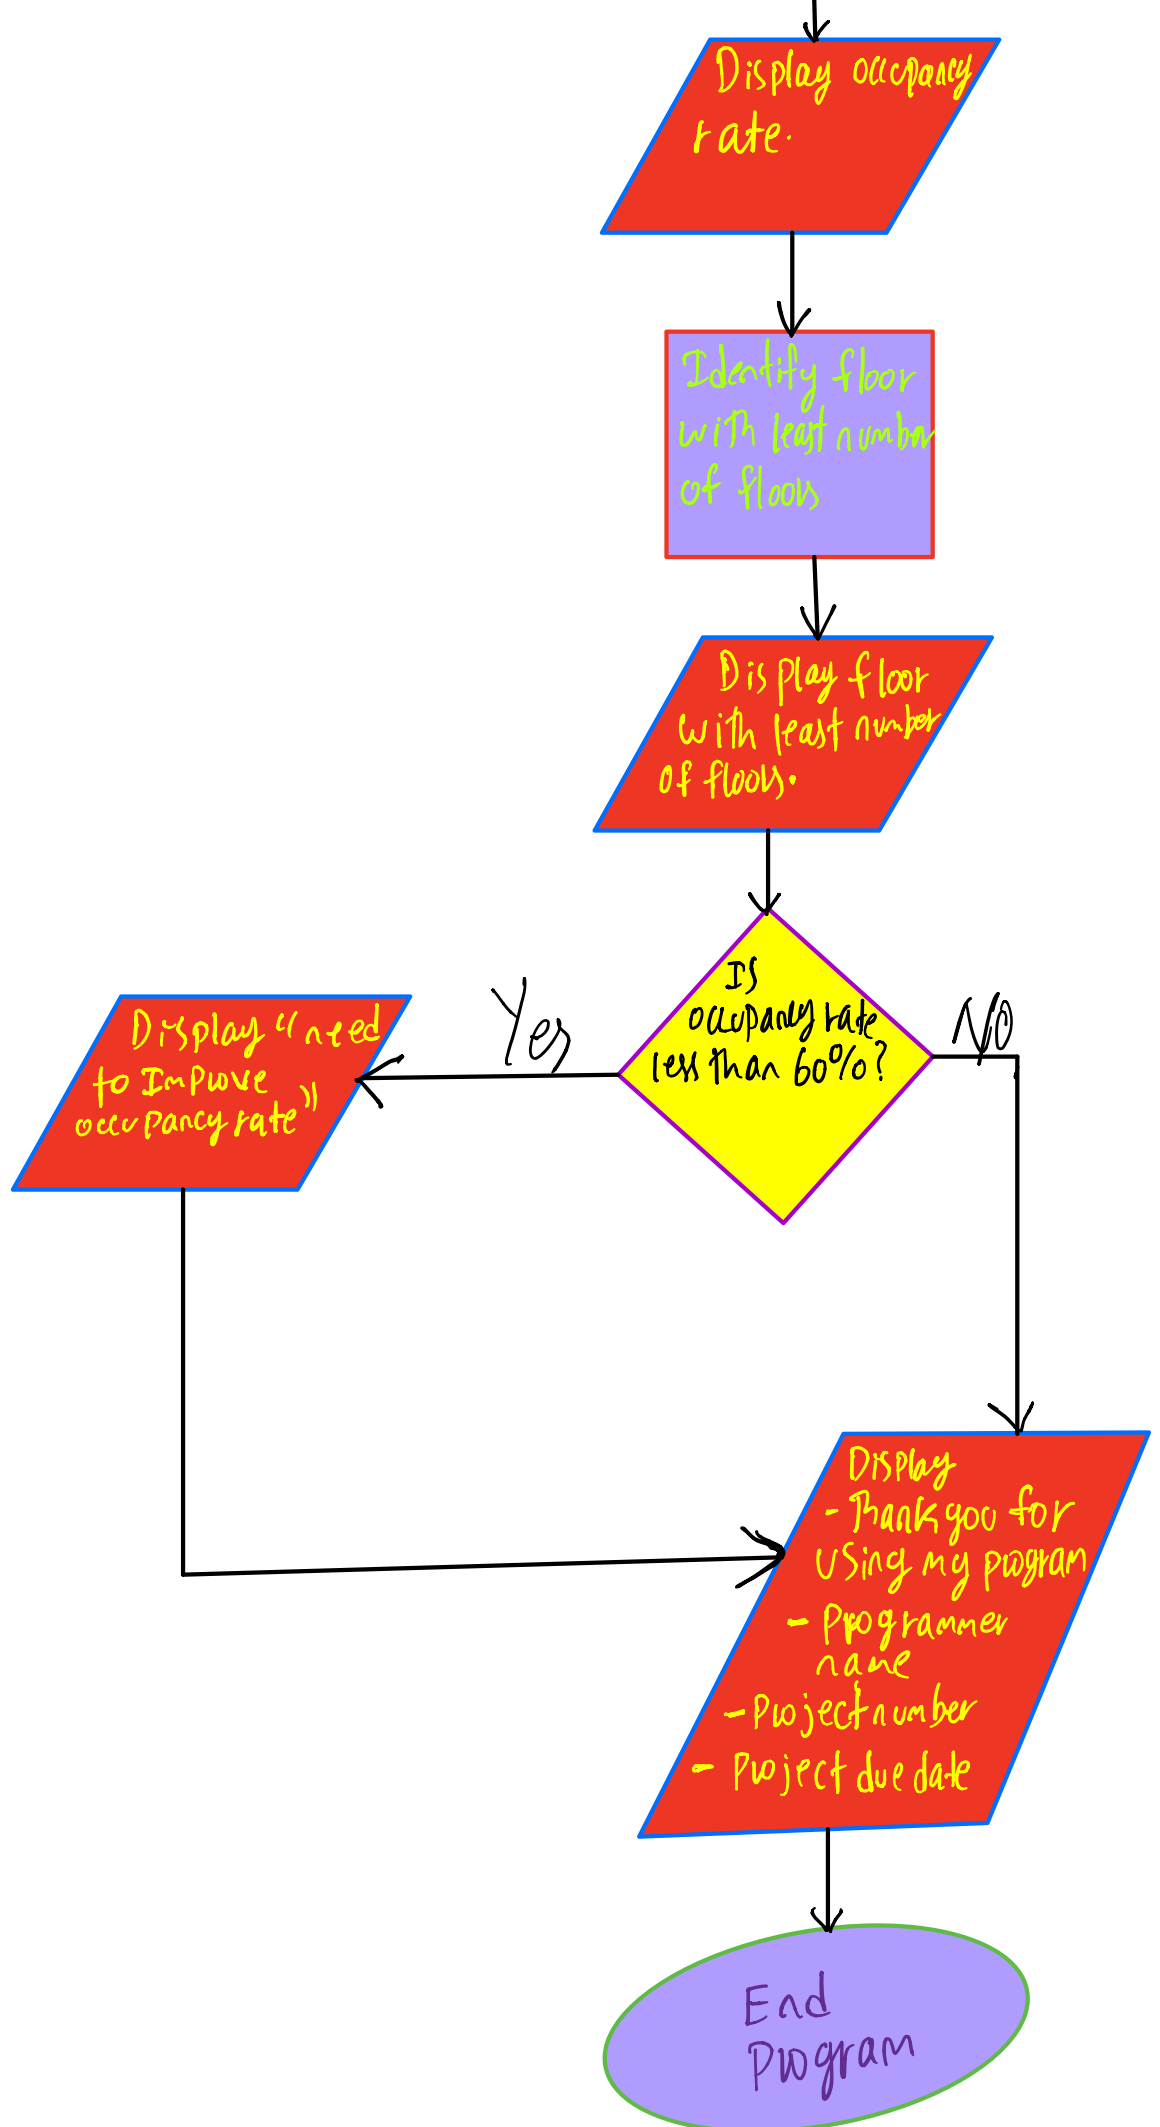 Display occupancy
rate.
Identify floor
with least number
of floors
Display floor
with least number
of floors.
Is
occupancy rate
less than 60%?
Yes
No
Display "need
to Improve
occupancy rate"
Display
- Thank you for
using my program
- Programmer
name
- Project number
- Project due date
End
Program